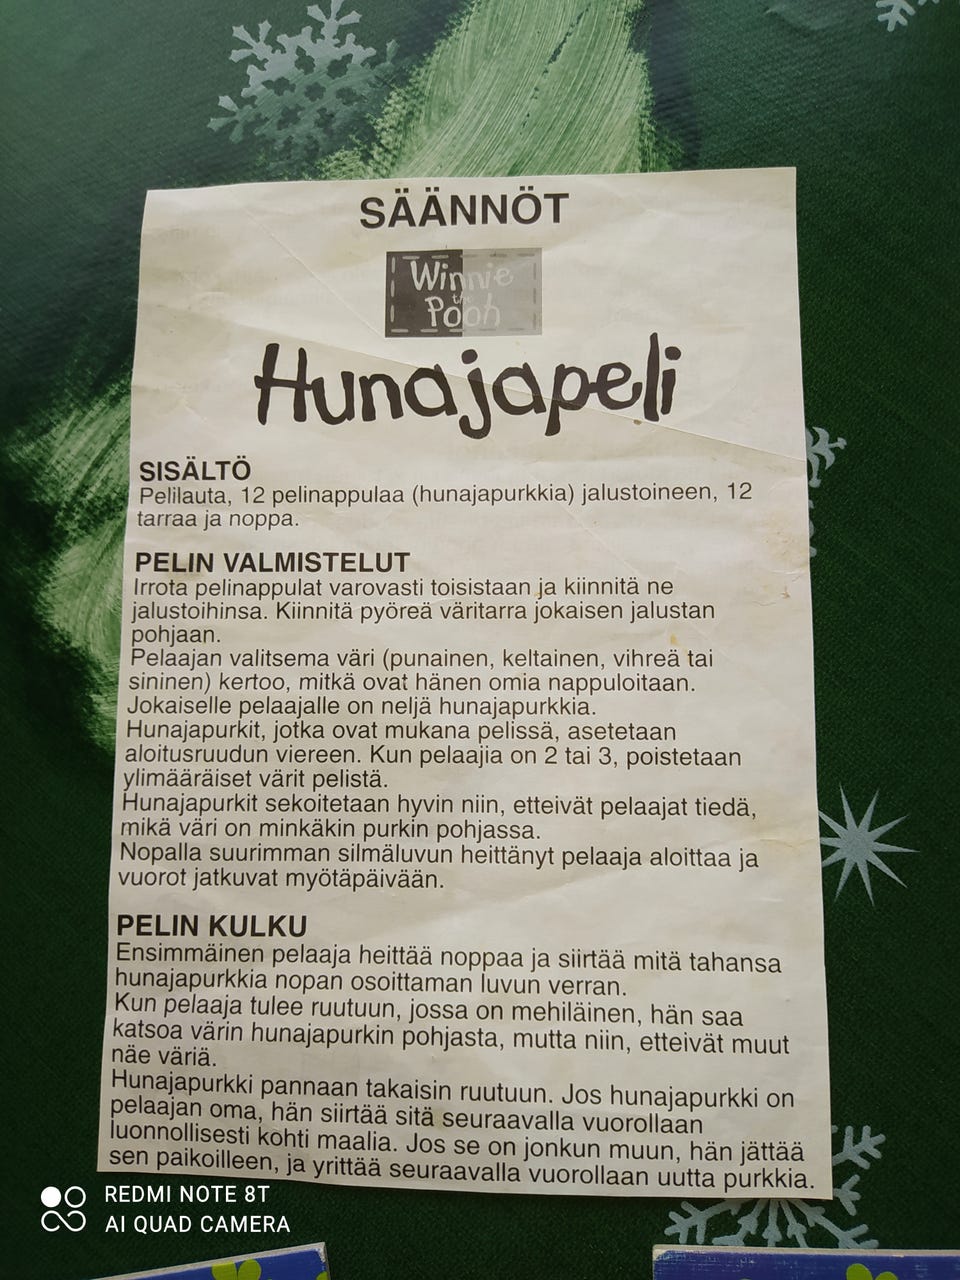 SÄÄNNÖT
Winnie
the
Pooh
Hunajapeli
SISÄLTÖ
Pelilauta, 12 pelinappulaa (hunajapurkkia) jalustoineen, 12
tarraa ja noppa.
PELIN VALMISTELUT
Irrota pelinappulat varovasti toisistaan ja kiinnitä ne
jalustoihinsa. Kiinnitä pyöreä väritarra jokaisen jalustan
pohjaan.
Pelaajan valitsema väri (punainen, keltainen, vihreä tai
sininen) kertoo, mitkä ovat hänen omia nappuloitaan.
Jokaiselle pelaajalle on neljä hunajapurkkia.
Hunajapurkit, jotka ovat mukana pelissä, asetetaan
aloitusruudun viereen. Kun pelaajia on 2 tai 3, poistetaan
ylimääräiset värit pelistä.
Hunajapurkit sekoitetaan hyvin niin, etteivät pelaajat tiedä,
mikä väri on minkäkin purkin pohjassa.
Nopalla suurimman silmäluvun heittänyt pelaaja aloittaa ja
vuorot jatkuvat myötäpäivään.
PELIN KULKU
Ensimmäinen pelaaja heittää noppaa ja siirtää mitä tahansa
hunajapurkkia nopan osoittaman luvun verran.
Kun pelaaja tulee ruutuun, jossa on mehiläinen, hän saa
katsoa värin hunajapurkin pohjasta, mutta niin, etteivät muut
näe väriä.
Hunajapurkki pannaan takaisin ruutuun. Jos hunajapurkki on
pelaajan oma, hän siirtää sitä seuraavalla vuorollaan
luonnollisesti kohti maalia. Jos se on jonkun muun, hän jättää
sen paikoilleen, ja yrittää seuraavalla vuorollaan uutta purkkia.
REDMI NOTE 8T
AI QUAD CAMERA